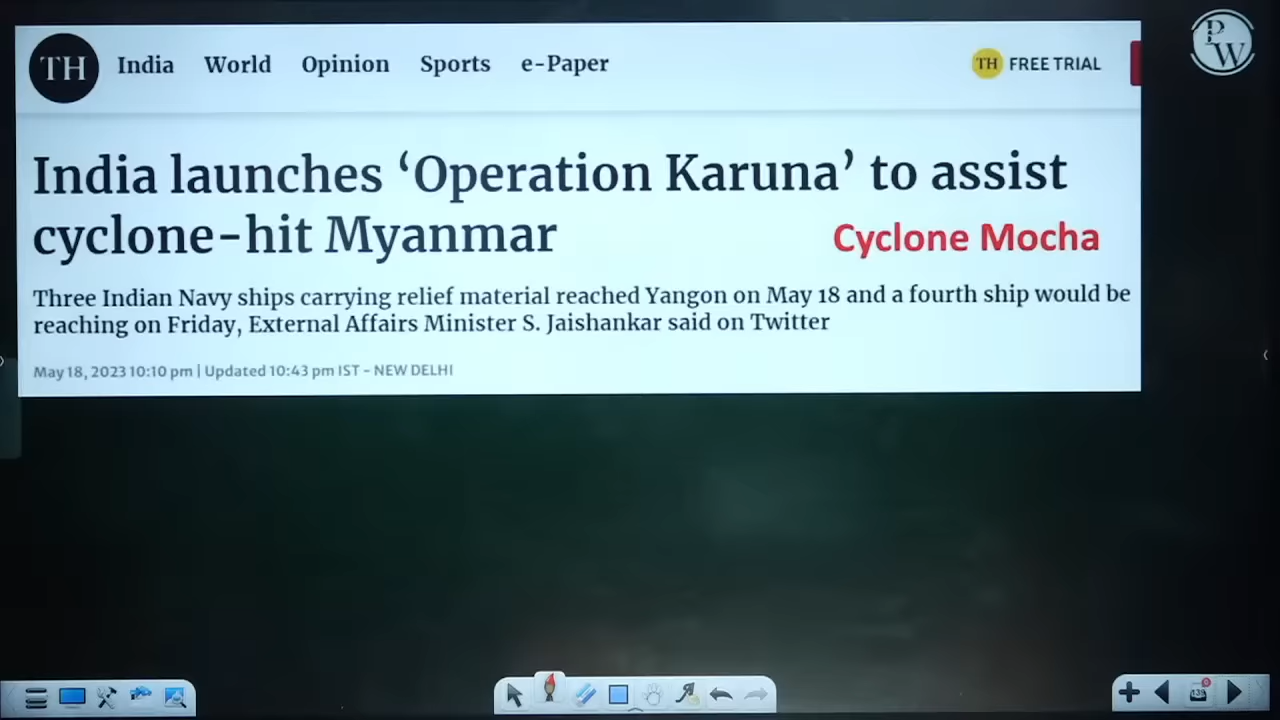 TH India World Opinion Sports e-Paper TH FREE TRIAL
P
W
India launches ‘Operation Karuna’ to assist
cyclone-hit Myanmar
Cyclone Mocha
Three Indian Navy ships carrying relief material reached Yangon on May 18 and a fourth ship would be
reaching on Friday, External Affairs Minister S. Jaishankar said on Twitter
May 18, 2023 10:10 pm | Updated 10:43 pm IST - NEW DELHI